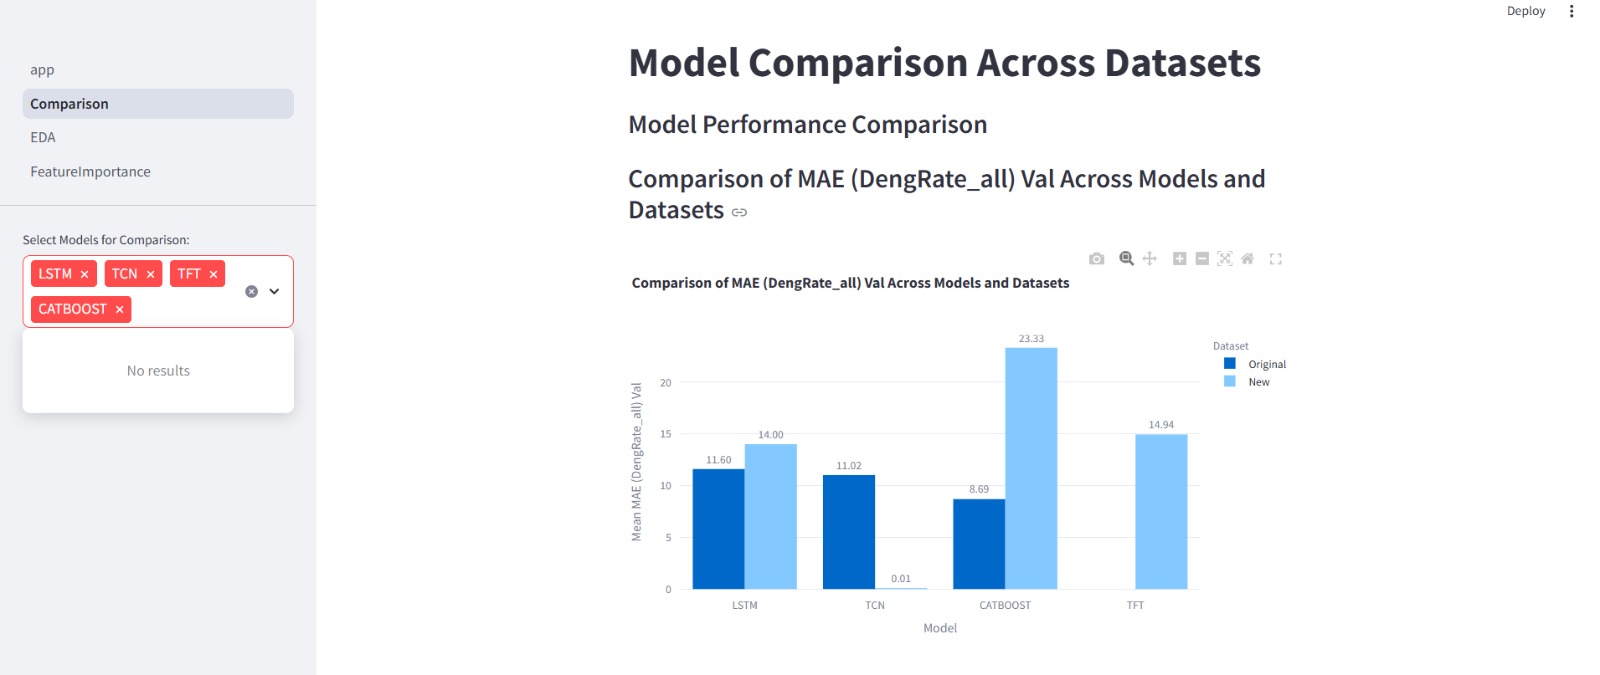 Deploy
app
Comparison
EDA
FeatureImportance
Select Models for Comparison:
LSTM × TCN × TFT ×
CATBOOST ×
No results
Model Comparison Across Datasets
Model Performance Comparison
Comparison of MAE (DengRate_all) Val Across Models and
Datasets
Comparison of MAE (DengRate_all) Val Across Models and Datasets
Mean MAE (DengRate_all) Val
20
15
10
5
0
11.60
14.00
11.02
0.01
8.69
23.33
14.94
LSTM
TCN
CATBOOST
TFT
Model
Dataset
Original
New